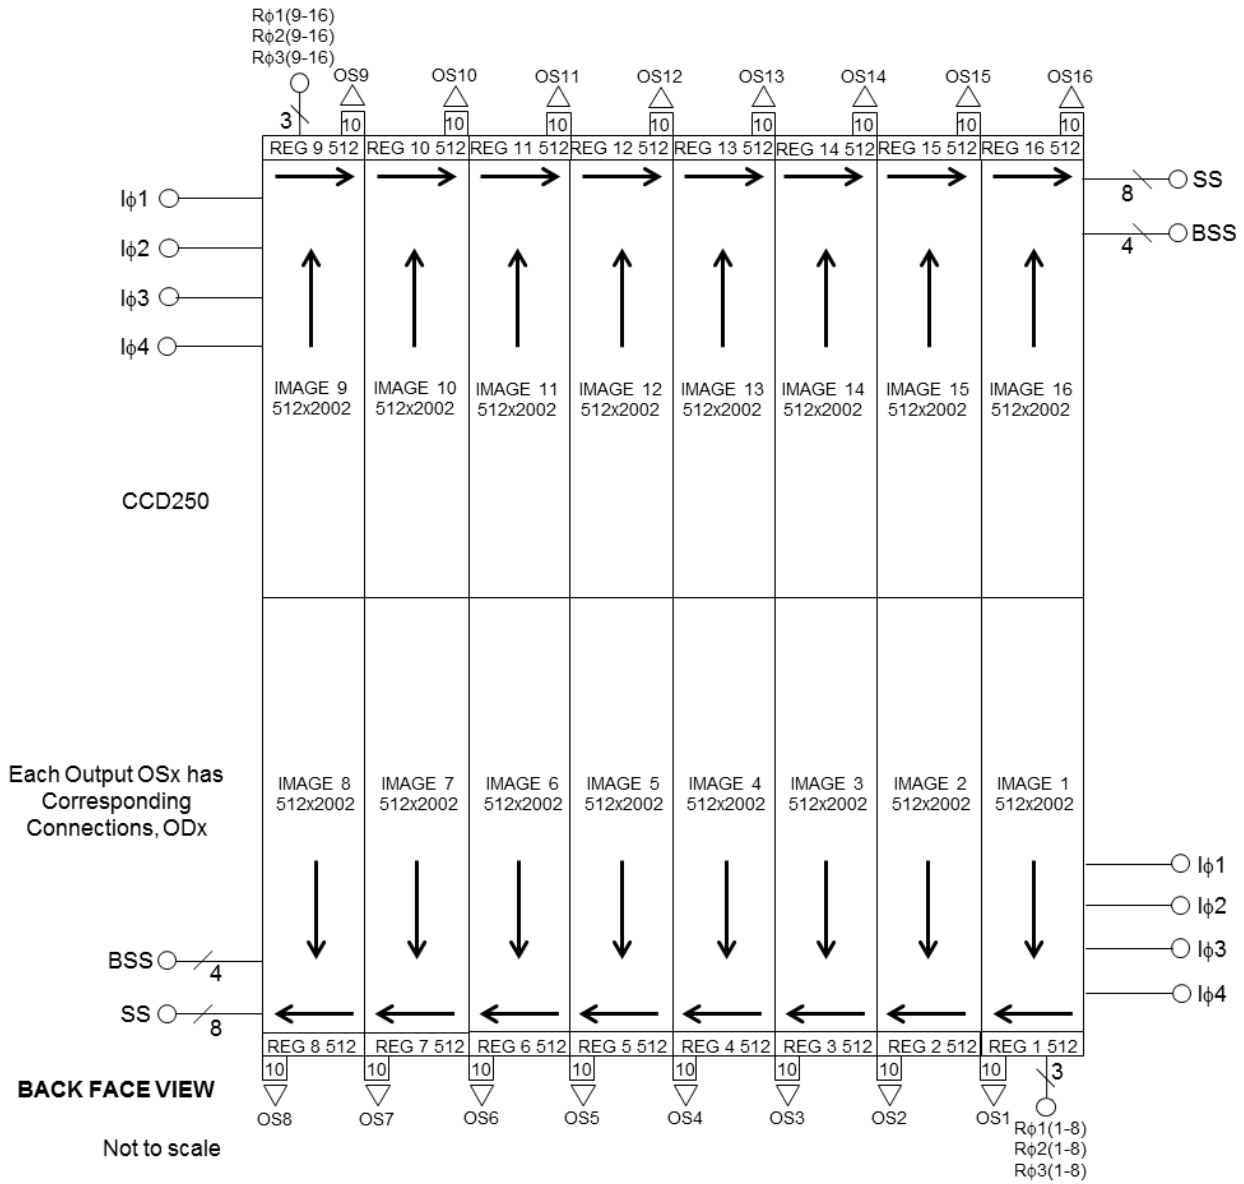 Rϕ1(9-16)
Rϕ2(9-16)
Rϕ3(9-16)
OS9 OS10 OS11 OS12 OS13 OS14 OS15 OS16
3 10 10 10 10 10 10 10 10
REG 9 512 REG 10 512 REG 11 512 REG 12 512 REG 13 512 REG 14 512 REG 15 512 REG 16 512
8 SS
4 BSS
Iϕ1
Iϕ2
Iϕ3
Iϕ4
IMAGE 9 IMAGE 10 IMAGE 11 IMAGE 12 IMAGE 13 IMAGE 14 IMAGE 15 IMAGE 16
512x2002 512x2002 512x2002 512x2002 512x2002 512x2002 512x2002 512x2002
CCD250
Each Output OSx has
Corresponding
Connections, ODx
IMAGE 8 IMAGE 7 IMAGE 6 IMAGE 5 IMAGE 4 IMAGE 3 IMAGE 2 IMAGE 1
512x2002 512x2002 512x2002 512x2002 512x2002 512x2002 512x2002 512x2002
Iϕ1
Iϕ2
Iϕ3
Iϕ4
BSS 4
SS 8
REG 8 512 REG 7 512 REG 6 512 REG 5 512 REG 4 512 REG 3 512 REG 2 512 REG 1 512
10 10 10 10 10 10 10 10 3
BACK FACE VIEW
OS8 OS7 OS6 OS5 OS4 OS3 OS2 OS1
Rϕ1(1-8)
Rϕ2(1-8)
Rϕ3(1-8)
Not to scale